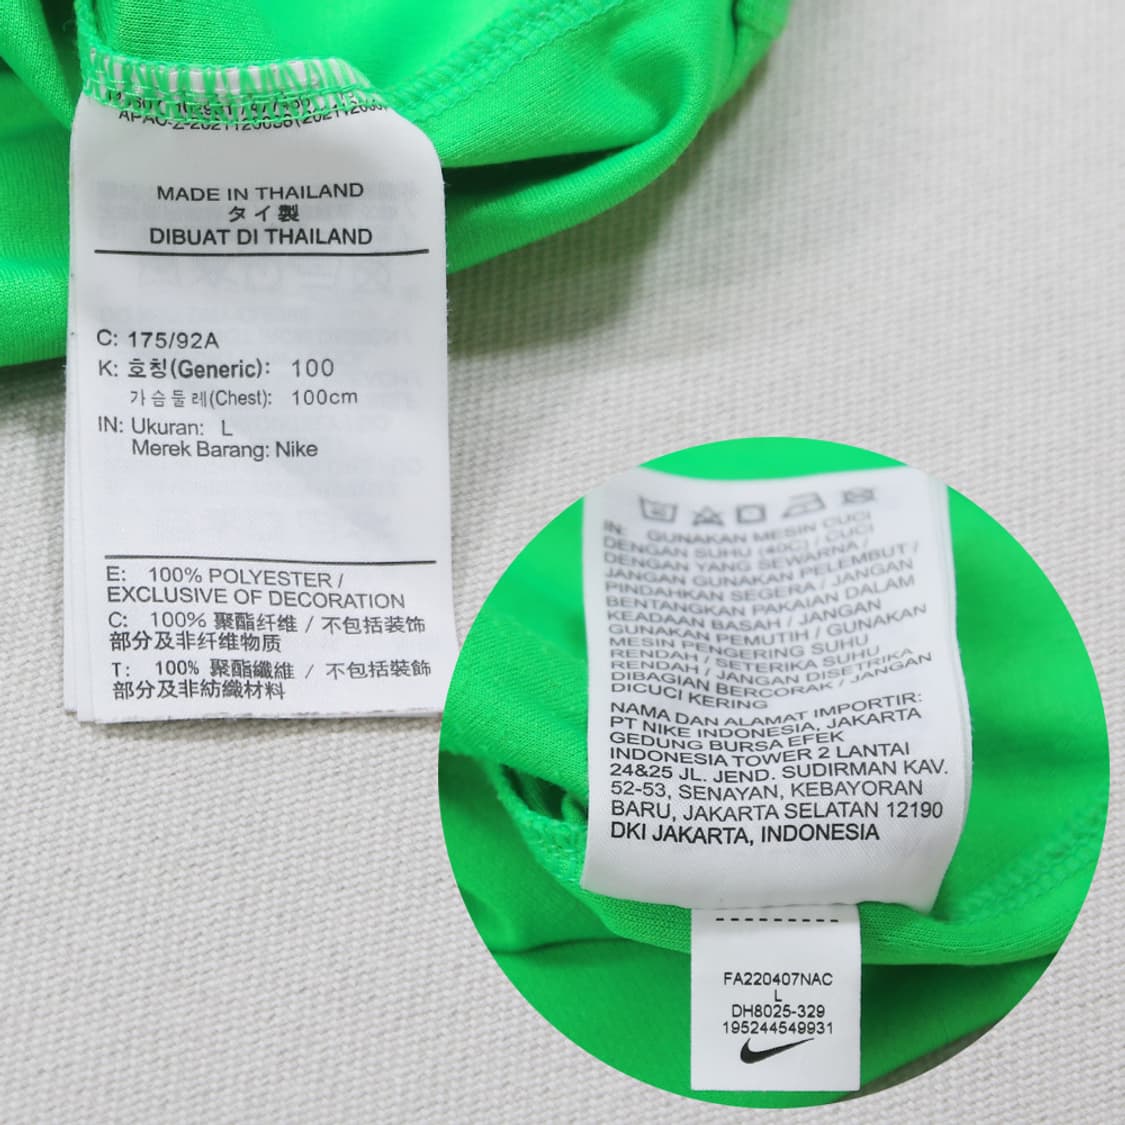 MADE IN THAILAND
タイ製
DIBUAT DI THAILAND
C: 175/92A
K: 호칭(Generic): 100
가슴둘레(Chest): 100cm
IN: Ukuran: L
Merek Barang: Nike
E: 100% POLYESTER /
EXCLUSIVE OF DECORATION
C: 100% 聚酯纤维 / 不包括装饰
部分及非纤维物质
T: 100% 聚酯纖維 / 不包括裝飾
部分及非紡織材料
IN: GUNAKAN MESIN CUCI
DENGAN SUHU (40C) / CUCI
DENGAN YANG SEWARNA /
JANGAN GUNAKAN PELEMBUT /
PINDAHKAN SEGERA / JANGAN
BENTANGKAN PAKAIAN DALAM
KEADAAN BASAH / JANGAN
GUNAKAN PEMUTIH / GUNAKAN
MESIN PENGERING SUHU
RENDAH / SETERIKA SUHU
RENDAH / JANGAN DISETRIKA
DIBAGIAN BERCORAK / JANGAN
DICUCI KERING
NAMA DAN ALAMAT IMPORTIR:
PT NIKE INDONESIA, JAKARTA
GEDUNG BURSA EFEK
INDONESIA TOWER 2 LANTAI
24&25 JL. JEND. SUDIRMAN KAV.
52-53, SENAYAN, KEBAYORAN
BARU, JAKARTA SELATAN 12190
DKI JAKARTA, INDONESIA
FA220407NAC
L
DH8025-329
195244549931